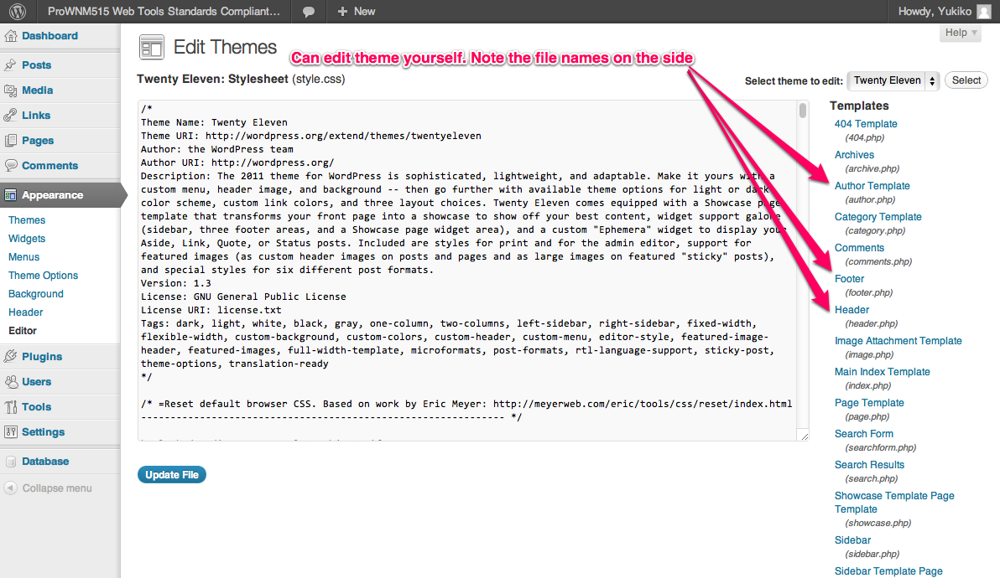 ProWNM515 Web Tools Standards Compliant…
New
Howdy, Yukiko
Help
Dashboard
Posts
Media
Links
Pages
Comments
Appearance
Themes
Widgets
Menus
Theme Options
Background
Header
Editor
Plugins
Users
Tools
Settings
Database
Collapse menu
Edit Themes
Can edit theme yourself. Note the file names on the side
Twenty Eleven: Stylesheet (style.css)
Select theme to edit: Twenty Eleven Select
/*
Theme Name: Twenty Eleven
Theme URI: http://wordpress.org/extend/themes/twentyeleven
Author: the WordPress team
Author URI: http://wordpress.org/
Description: The 2011 theme for WordPress is sophisticated, lightweight, and adaptable. Make it yours with a
custom menu, header image, and background -- then go further with available theme options for light or dark
color scheme, custom link colors, and three layout choices. Twenty Eleven comes equipped with a Showcase page
template that transforms your front page into a showcase to show off your best content, widget support galore
(sidebar, three footer areas, and a Showcase page widget area), and a custom "Ephemera" widget to display your
Aside, Link, Quote, or Status posts. Included are styles for print and for the admin editor, support for
featured images (as custom header images on posts and pages and as large images on featured "sticky" posts),
and special styles for six different post formats.
Version: 1.3
License: GNU General Public License
License URI: license.txt
Tags: dark, light, white, black, gray, one-column, two-columns, left-sidebar, right-sidebar, fixed-width,
flexible-width, custom-background, custom-colors, custom-header, custom-menu, editor-style, featured-image-
header, featured-images, full-width-template, microformats, post-formats, rtl-language-support, sticky-post,
theme-options, translation-ready
*/
/* =Reset default browser CSS. Based on work by Eric Meyer: http://meyerweb.com/eric/tools/css/reset/index.html
-------------------------------------------------------------- */
Update File
Templates
404 Template
(404.php)
Archives
(archive.php)
Author Template
(author.php)
Category Template
(category.php)
Comments
(comments.php)
Footer
(footer.php)
Header
(header.php)
Image Attachment Template
(image.php)
Main Index Template
(index.php)
Page Template
(page.php)
Search Form
(searchform.php)
Search Results
(search.php)
Showcase Template Page
Template
(showcase.php)
Sidebar
(sidebar.php)
Sidebar Template Page